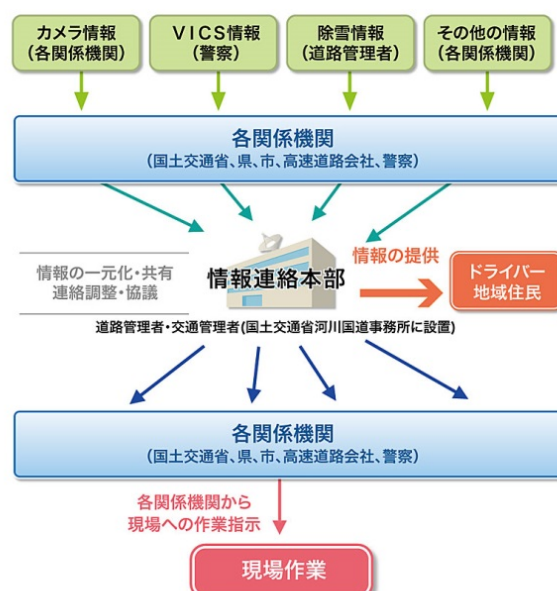 カメラ情報
(各関係機関)
VICS情報
(警察)
除雪情報
(道路管理者)
その他の情報
(各関係機関)
各関係機関
(国土交通省、県、市、高速道路会社、警察)
情報の一元化・共有
連絡調整・協議
情報連絡本部
情報の提供
ドライバー
地域住民
道路管理者・交通管理者(国土交通省河川国道事務所に設置)
各関係機関
(国土交通省、県、市、高速道路会社、警察)
各関係機関から
現場への作業指示
現場作業